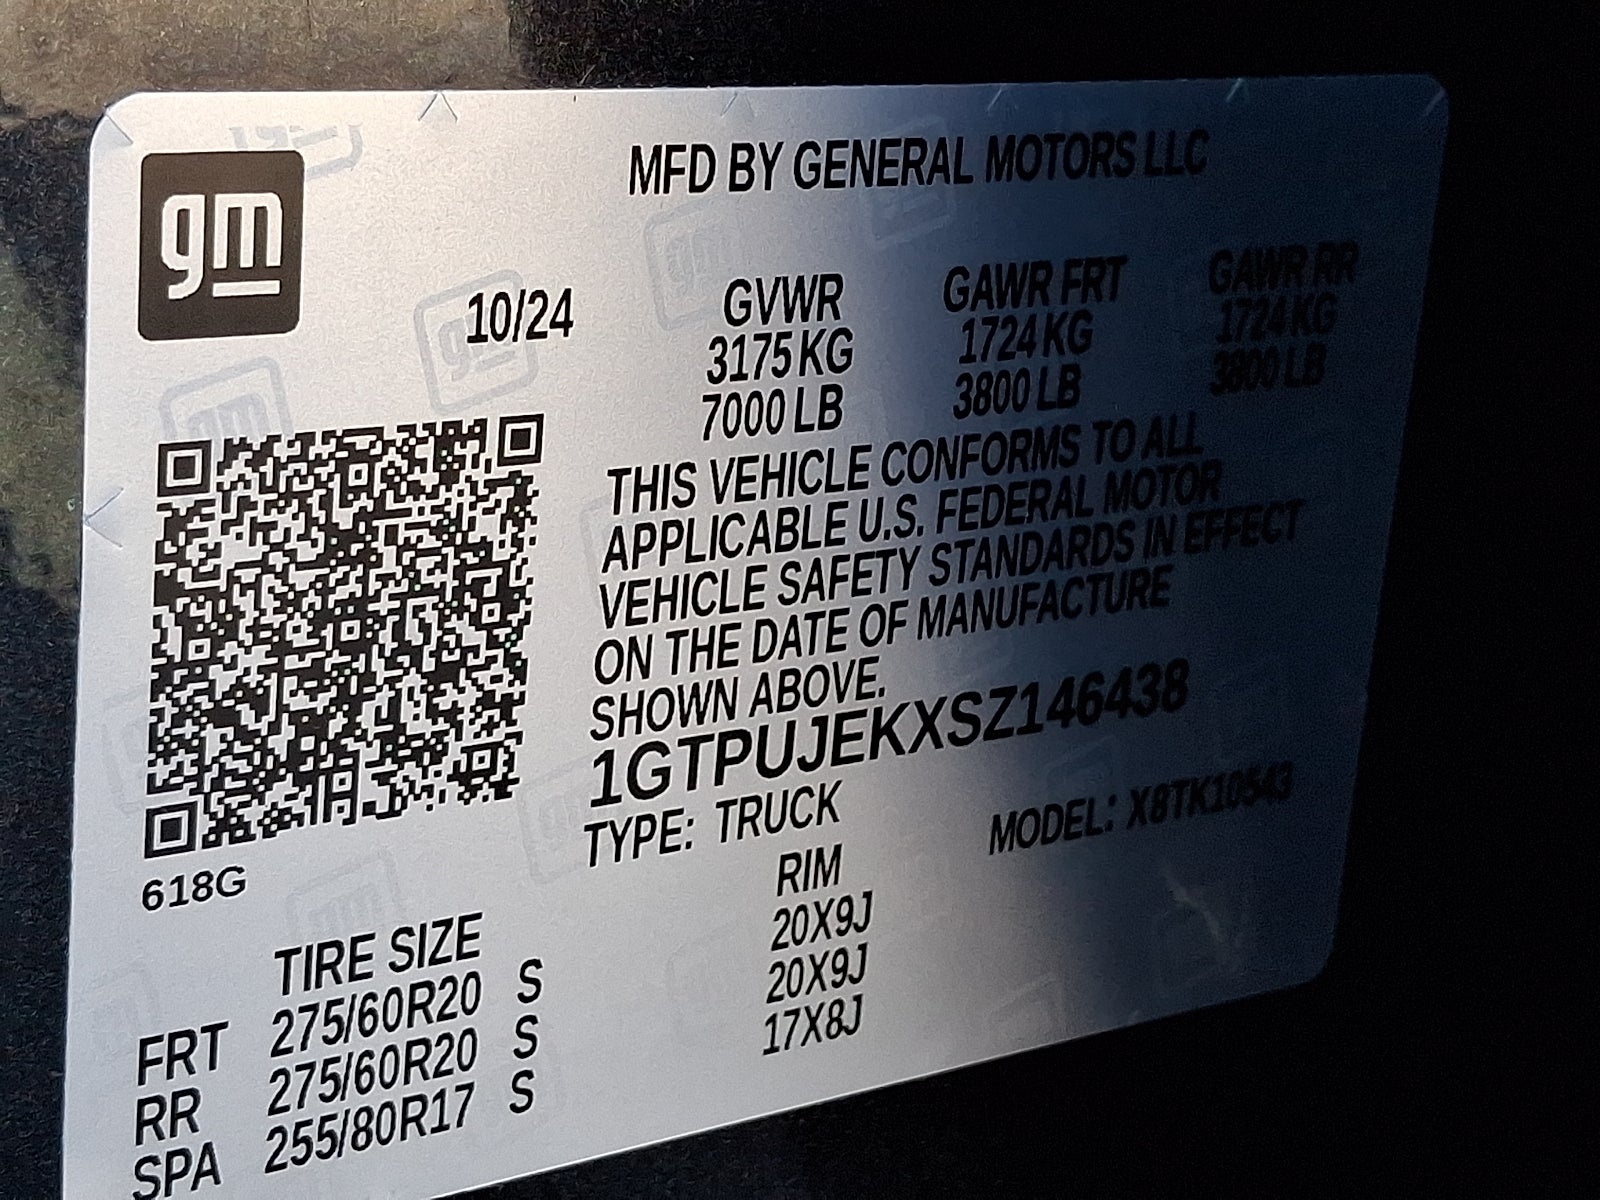 gm
MFD BY GENERAL MOTORS LLC
10/24 GVWR GAWR FRT GAWR RR
3175 KG 1724 KG 1724 KG
7000 LB 3800 LB 3800 LB
THIS VEHICLE CONFORMS TO ALL
APPLICABLE U.S. FEDERAL MOTOR
VEHICLE SAFETY STANDARDS IN EFFECT
ON THE DATE OF MANUFACTURE
SHOWN ABOVE.
1GTPUJEKXSZ146438
TYPE: TRUCK MODEL: X8TK10543
618G
TIRE SIZE RIM
FRT 275/60R20 S 20X9J
RR 275/60R20 S 20X9J
SPA 255/80R17 S 17X8J